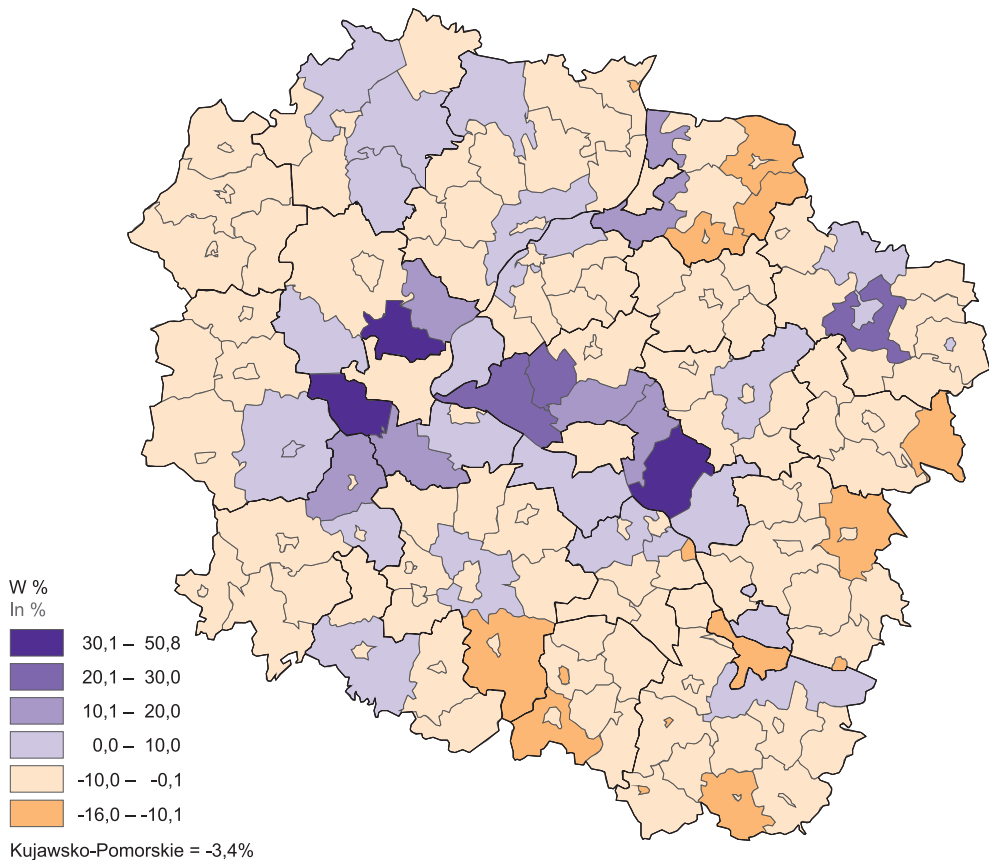 W %
In %
30,1 – 50,8
20,1 – 30,0
10,1 – 20,0
0,0 – 10,0
-10,0 – -0,1
-16,0 – -10,1
Kujawsko-Pomorskie = -3,4%